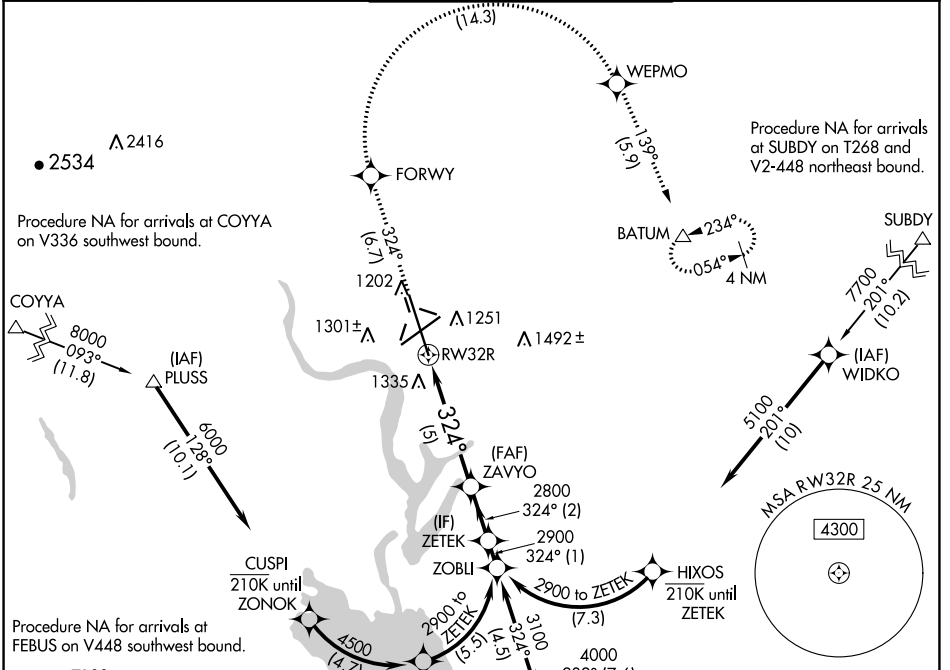 (14.3)
WEPMO
2416
2534
139°
(5.9)
Procedure NA for arrivals
at SUBDY on T268 and
V2-448 northeast bound.
FORWY
Procedure NA for arrivals at COYYA
on V336 southwest bound.
324°
(6.7)
BATUM
234°
054°
4 NM
SUBDY
7700
201°
(10.2)
COYYA
8000
093°
(11.8)
1202
1301±
1251
1492±
RW32R
1335
(IAF)
PLUSS
(IAF)
WIDKO
6000
128°
(10.1)
324°
(5)
5100
201°
(10)
(FAF)
ZAVYO
2800
324° (2)
(IF)
ZETEK
2900
324° (1)
ZOBLI
MSA RW32R 25 NM
4300
CUSPI
210K until
ZONOK
2900 to ZETEK
(7.3)
HIXOS
210K until
ZETEK
4500
(4.7)
2900 to
ZETEK
(5.5)
3100
324°
(4.5)
4000
Procedure NA for arrivals at
FEBUS on V448 southwest bound.